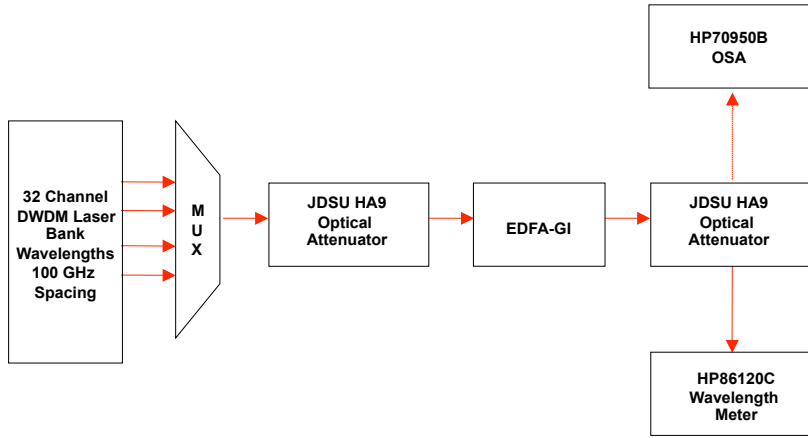 HP70950B
OSA
32 Channel
DWDM Laser
Bank
Wavelengths
100 GHz
Spacing
M
U
X
JDSU HA9
Optical
Attenuator
EDFA-GI
JDSU HA9
Optical
Attenuator
HP86120C
Wavelength
Meter